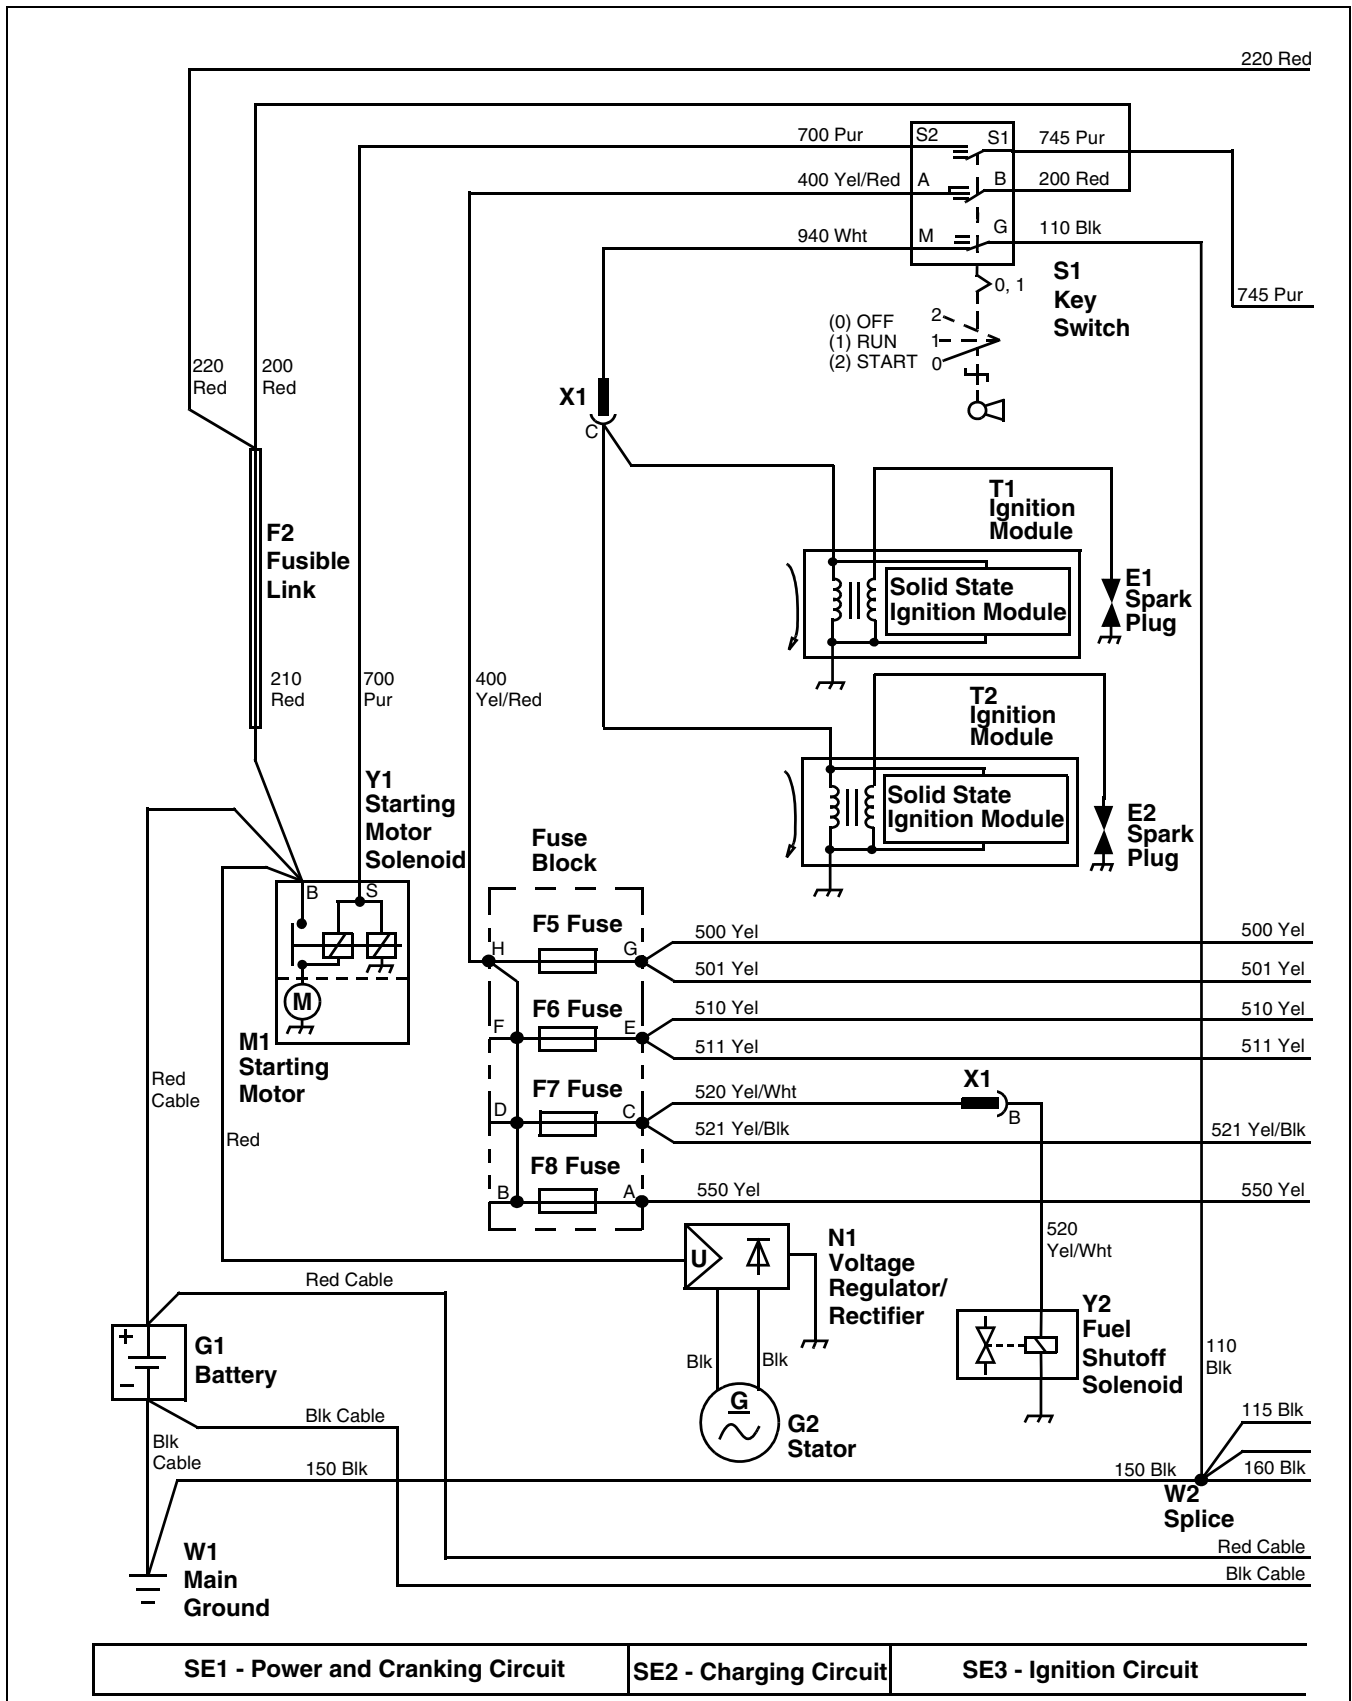 220 Red
700 Pur
S2
S1
745 Pur
400 Yel/Red
A
B
200 Red
940 Wht
M
G
110 Blk
S1
Key
Switch
0, 1
745 Pur
(0) OFF
(1) RUN
(2) START
2
1
0
220
Red
200
Red
X1
C
F2
Fusible
Link
T1
Ignition
Module
Solid State
Ignition Module
E1
Spark
Plug
210
Red
700
Pur
400
Yel/Red
T2
Ignition
Module
Solid State
Ignition Module
E2
Spark
Plug
Y1
Starting
Motor
Solenoid
Fuse
Block
B
S
M
M1
Starting
Motor
H
F5 Fuse
G
500 Yel
500 Yel
501 Yel
501 Yel
F
F6 Fuse
E
510 Yel
510 Yel
511 Yel
511 Yel
Red
Cable
Red
D
F7 Fuse
C
520 Yel/Wht
X1
B
521 Yel/Blk
521 Yel/Blk
B
F8 Fuse
A
550 Yel
550 Yel
U
N1
Voltage
Regulator/
Rectifier
520
Yel/Wht
Red Cable
+
−
G1
Battery
Blk
Blk
Y2
Fuel
Shutoff
Solenoid
110
Blk
G
G2
Stator
Blk Cable
115 Blk
Blk
Cable
150 Blk
150 Blk
160 Blk
W2
Splice
W1
Main
Ground
Red Cable
Blk Cable
SE1 - Power and Cranking Circuit
SE2 - Charging Circuit
SE3 - Ignition Circuit